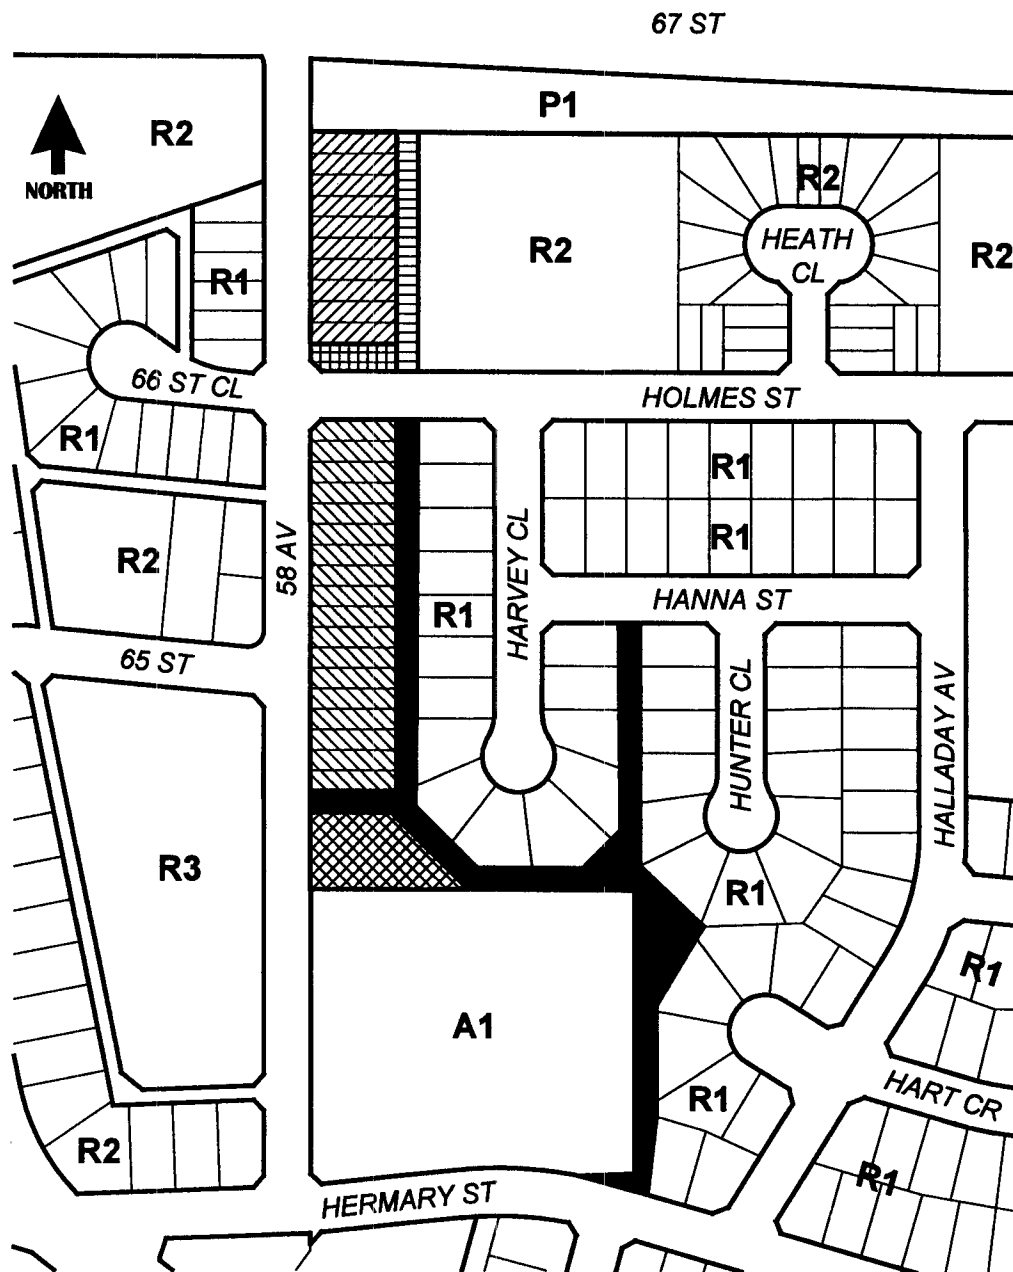 67 ST
P1
R2
NORTH
R2
HEATH
CL
R2
R2
R1
66 ST CL
HOLMES ST
R1
R1
R1
58 AV
HARVEY CL
R2
HANNA ST
R1
65 ST
HUNTER CL
HALLADAY AV
R3
R1
R1
A1
HART CR
R1
R2
R1
HERMARY ST